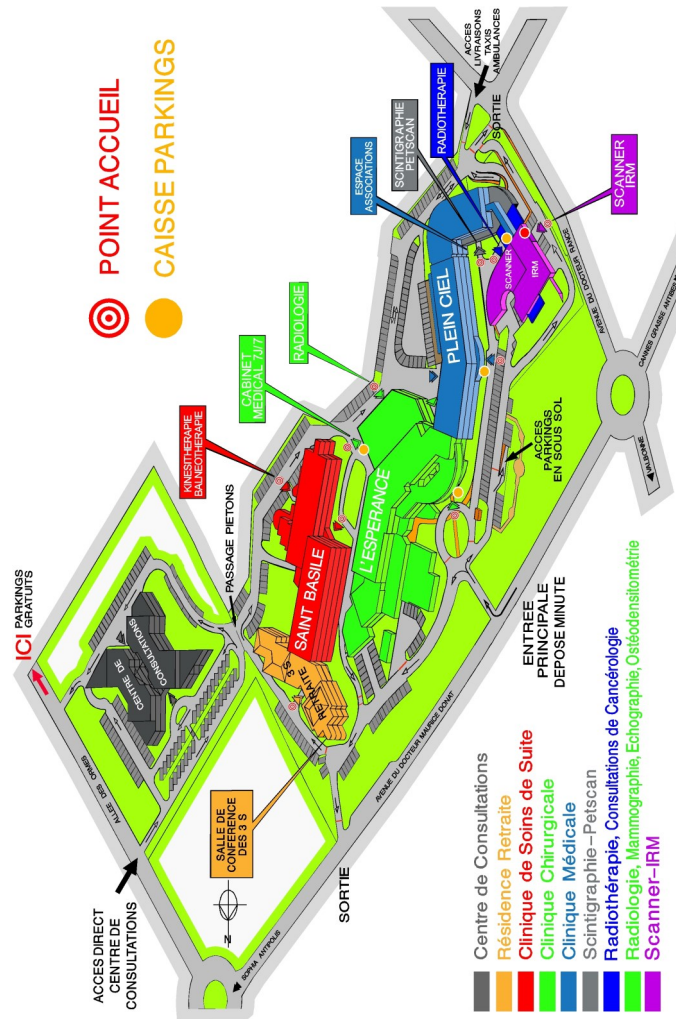 ICI PARKINGS
GRATUITS
ALLEE DES ORMES
ACCES DIRECT
CENTRE DE
CONSULTATIONS
CENTRE DE
CONSULTATIONS
PASSAGE PIETONS
KINESITHERAPIE
BALNEOTHERAPIE
CABINET
MEDICAL 7J/7
RADIOLOGIE
POINT ACCUEIL
CAISSE PARKINGS
ESPACE
ASSOCIATIONS
SCINTIGRAPHIE
PETSCAN
RADIOTHERAPIE
ACCES
LIVRAISONS
TAXIS
AMBULANCES
SORTIE
SALLE DE
CONFERENCE
DES 3 S
N
SOPHIA ANTIPOLIS
SORTIE
RETRAITE
3S
SAINT BASILE
L'ESPERANCE
PLEIN CIEL
SCANNER
IRM
SCANNER
IRM
AVENUE DU DOCTEUR MAURICE DONAT
ENTREE
PRINCIPALE
DEPOSE MINUTE
ACCES
PARKINGS
EN SOUS SOL
AVENUE DU DOCTEUR RANCE
VALBONNE
Centre de Consultations
Résidence Retraite
Clinique de Soins de Suite
Clinique Chirurgicale
Clinique Médicale
Scintigraphie-Petscan
Radiothérapie, Consultations de Cancérologie
Radiologie, Mammographie, Echographie, Ostéodensitométrie
Scanner-IRM